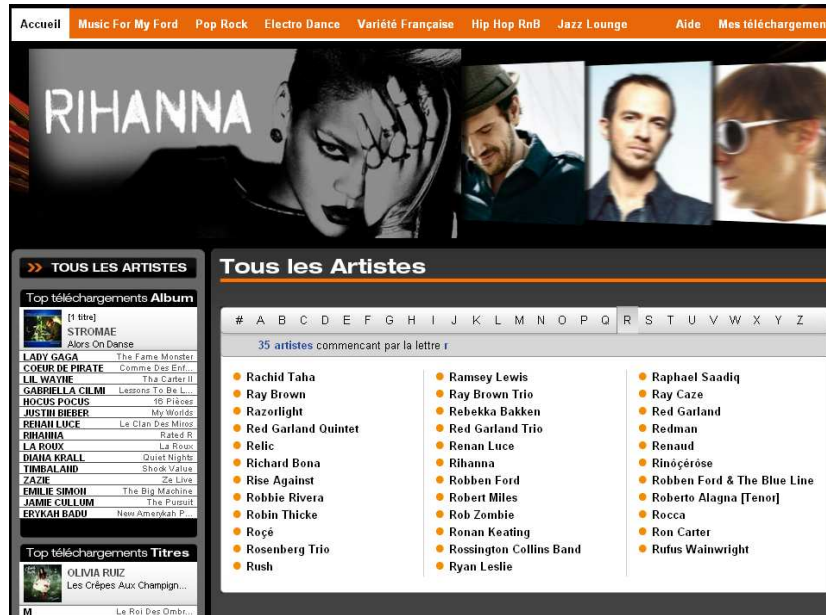 Accueil Music For My Ford Pop Rock Electro Dance Variété Française Hip Hop RnB Jazz Lounge Aide Mes téléchargemen
RIHANNA
TOUS LES ARTISTES
Top téléchargements Album
[1 titre]
STROMAE
Alors On Danse
LADY GAGA The Fame Monster
COEUR DE PIRATE Comme Des Enf...
LIL WAYNE Tha Carter II
GABRIELLA CILMI Lessons To Be L...
HOCUS POCUS 16 Pièces
JUSTIN BIEBER My Worlds
RENAN LUCE Le Clan Des Miros
RIHANNA Rated R
LA ROUX La Roux
DIANA KRALL Quiet Nights
TIMBALAND Shock Value
ZAZIE Ze Live
EMILIE SIMON The Big Machine
JAMIE CULLUM The Pursuit
ERYKAH BADU New Amerykah P...
Top téléchargements Titres
OLIVIA RUIZ
Les Crêpes Aux Champign...
M Le Roi Des Ombr...
Tous les Artistes
# A B C D E F G H I J K L M N O P Q R S T U V W X Y Z
35 artistes commencant par la lettre r
Rachid Taha Ramsey Lewis Raphael Saadiq
Ray Brown Ray Brown Trio Ray Caze
Razorlight Rebekka Bakken Red Garland
Red Garland Quintet Red Garland Trio Redman
Relic Renan Luce Renaud
Richard Bona Rihanna Rinôçérôse
Rise Against Robben Ford Robben Ford & The Blue Line
Robbie Rivera Robert Miles Roberto Alagna [Tenor]
Robin Thicke Rob Zombie Rocca
Roçé Ronan Keating Ron Carter
Rosenberg Trio Rossington Collins Band Rufus Wainwright
Rush Ryan Leslie